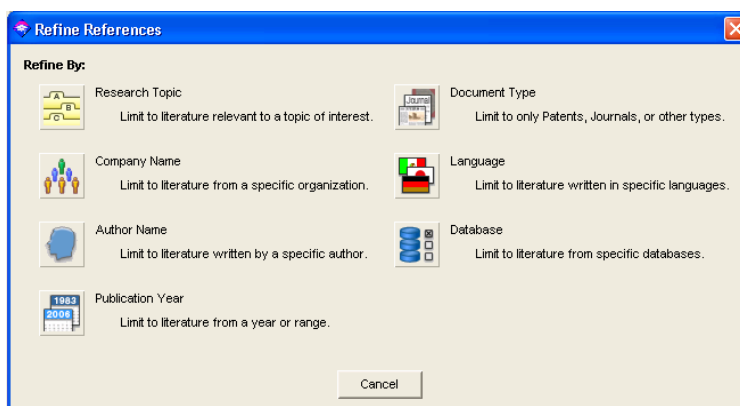 Refine References
Refine By:
Research Topic
Limit to literature relevant to a topic of interest.
Company Name
Limit to literature from a specific organization.
Author Name
Limit to literature written by a specific author.
1983
2006
Publication Year
Limit to literature from a year or range.
Journal
Document Type
Limit to only Patents, Journals, or other types.
Language
Limit to literature written in specific languages.
Database
Limit to literature from specific databases.
A
B
C
Cancel